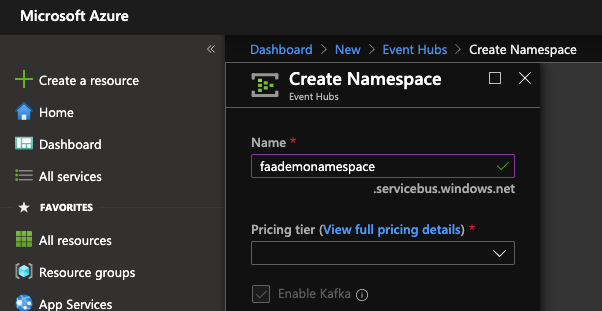 Microsoft Azure
«
Dashboard > New > Event Hubs > Create Namespace
Create a resource
Home
Dashboard
All services
FAVORITES
All resources
Resource groups
App Services
Create Namespace
Event Hubs
Name *
faademonamespace
.servicebus.windows.net
Pricing tier (View full pricing details) *
Enable Kafka